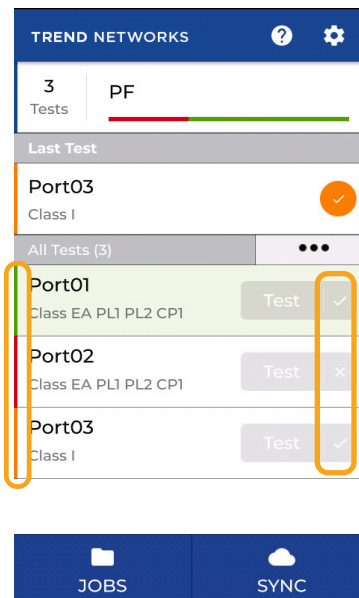 TREND NETWORKS
3
Tests
PF
Last Test
Port03
Class I
All Tests (3)
Port01
Class EA PL1 PL2 CP1
Test
Port02
Class EA PL1 PL2 CP1
Test
Port03
Class I
Test
JOBS
SYNC